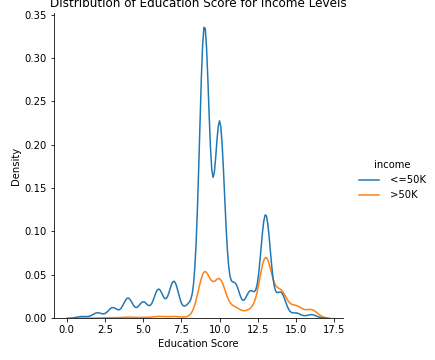 Distribution of Education Score for Income Levels
0.35
0.30
0.25
0.20
0.15
0.10
0.05
0.00
Density
0.0 2.5 5.0 7.5 10.0 12.5 15.0 17.5
Education Score
income
<=50K
>50K